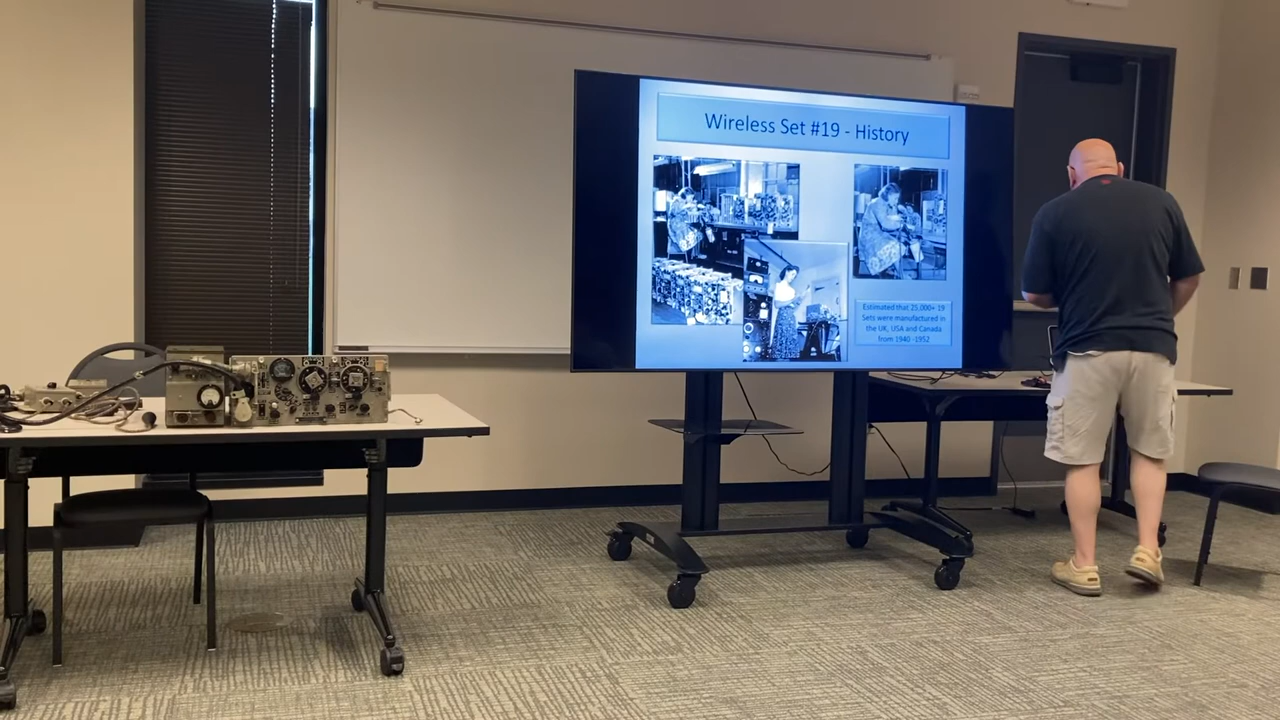 Wireless Set #19 - History
Estimated that 25,000+ 19
Sets were manufactured in
the UK, USA and Canada
from 1940 -1952